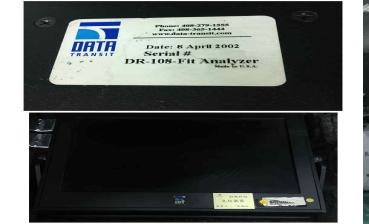 DATA
TRANSIT
Phone: 408-279-1555
Fax: 408-365-1444
www.data-transit.com
Date: 8 April 2002
Serial #
DR-108-Fit Analyzer
Made in U.S.A.